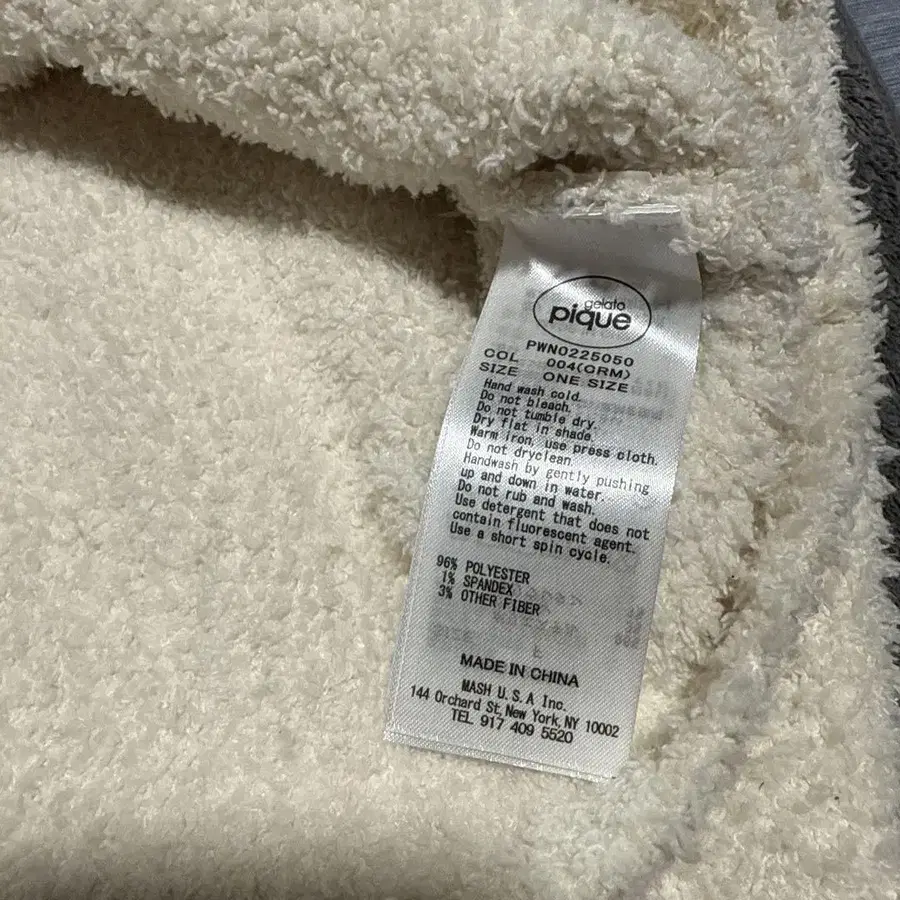 gelato
pique
PWNO225050
COL 004(ORM)
SIZE ONE SIZE
Hand wash cold.
Do not bleach.
Do not tumble dry.
Dry flat in shade.
Warm iron, use press cloth.
Do not dryclean.
Handwash by gently pushing
up and down in water.
Do not rub and wash.
Use detergent that does not
contain fluorescent agent.
Use a short spin cycle.
96% POLYESTER
1% SPANDEX
3% OTHER FIBER
MADE IN CHINA
MASH U.S.A Inc.
144 Orchard St, New York, NY 10002
TEL 917 409 5520